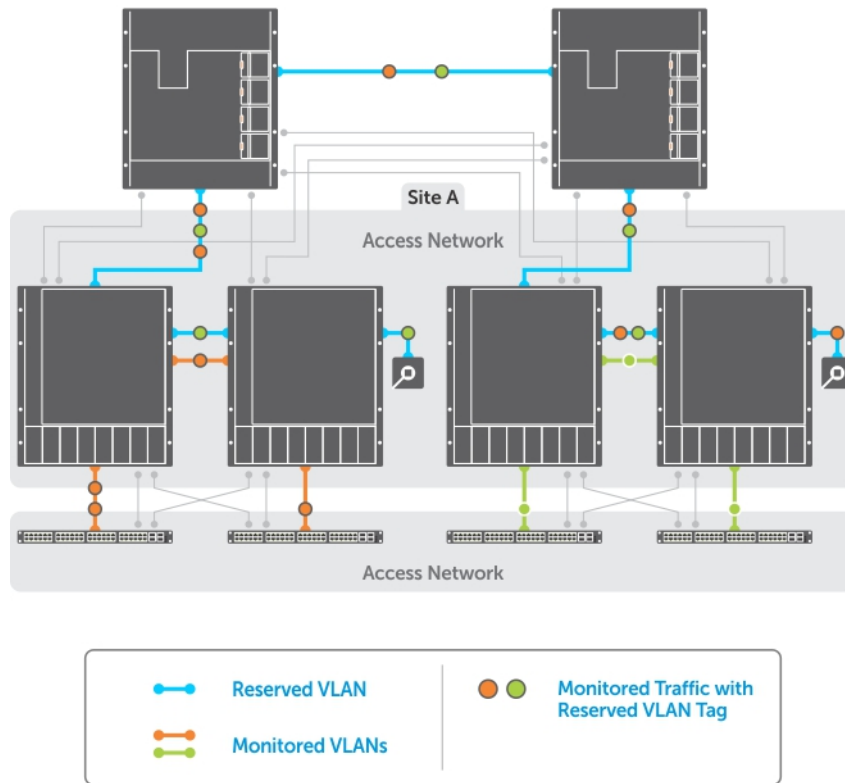 Site A
Access Network
Access Network
Reserved VLAN
Monitored VLANs
Monitored Traffic with
Reserved VLAN Tag